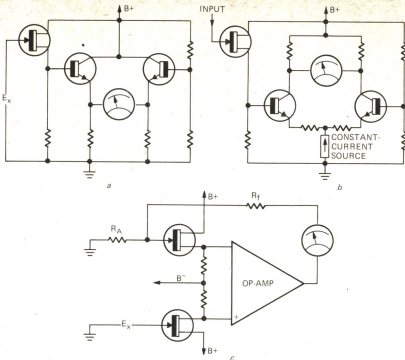 B+
E_x
a
INPUT
B+
CONSTANT-
CURRENT
SOURCE
b
B+
R_f
R_A
B-
OP-AMP
+
E_x
B+
c